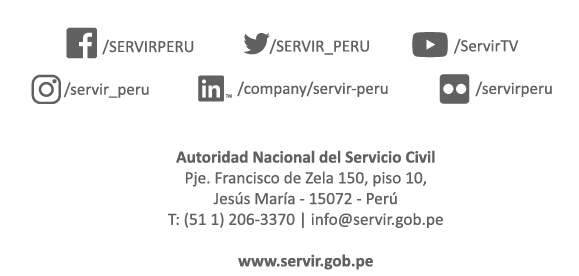 /SERVIRPERU /SERVIR_PERU /ServirTV
/servir_peru in™ /company/servir-peru /servirperu
Autoridad Nacional del Servicio Civil
Pje. Francisco de Zela 150, piso 10,
Jesús María - 15072 - Perú
T: (51 1) 206-3370 | info@servir.gob.pe
www.servir.gob.pe